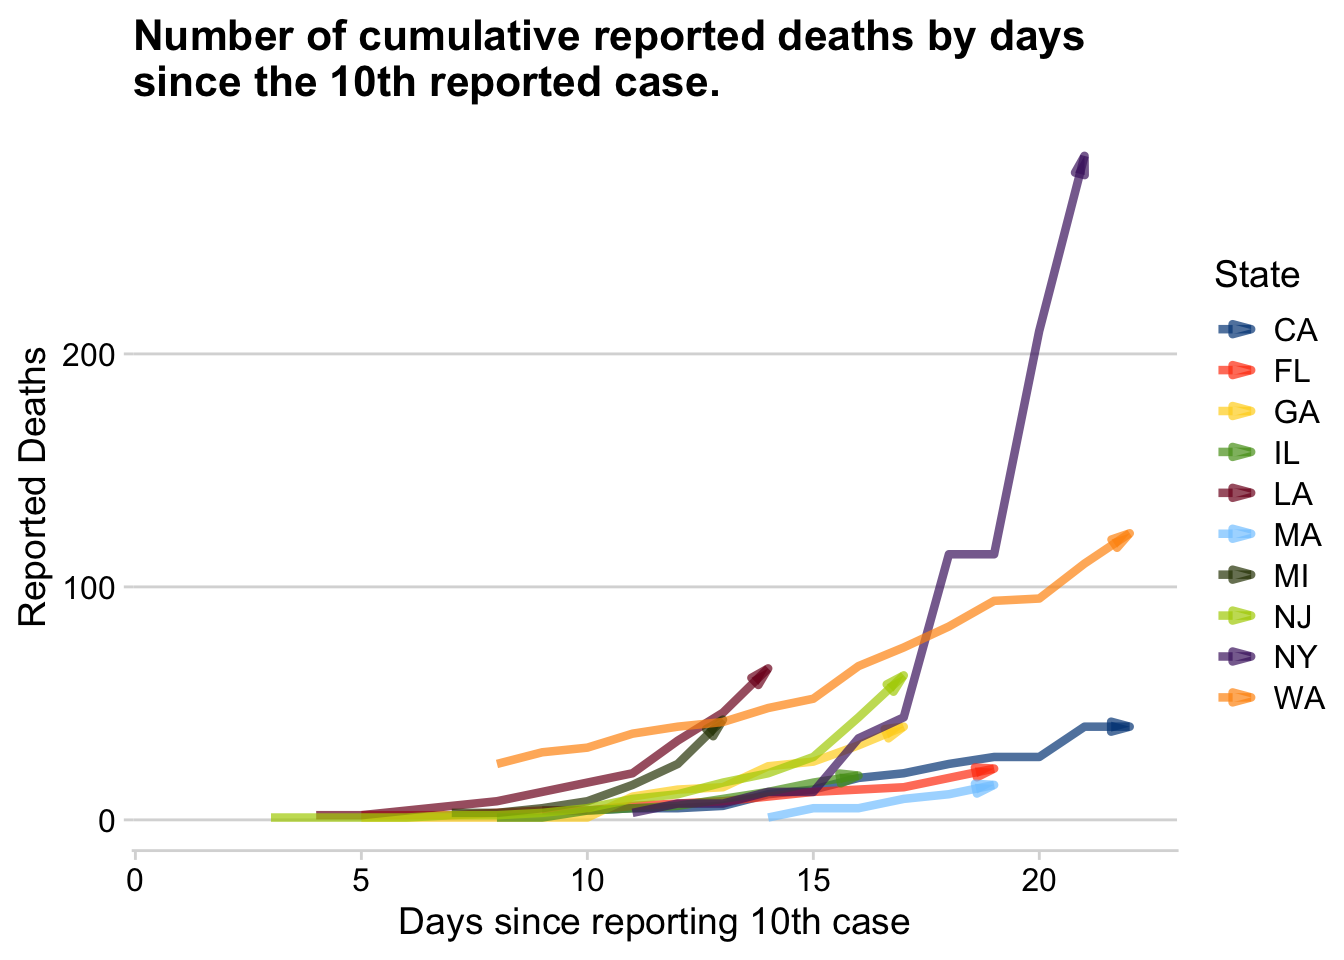 Number of cumulative reported deaths by days
since the 10th reported case.
Reported Deaths
200
100
0
0 5 10 15 20
Days since reporting 10th case
State
CA
FL
GA
IL
LA
MA
MI
NJ
NY
WA